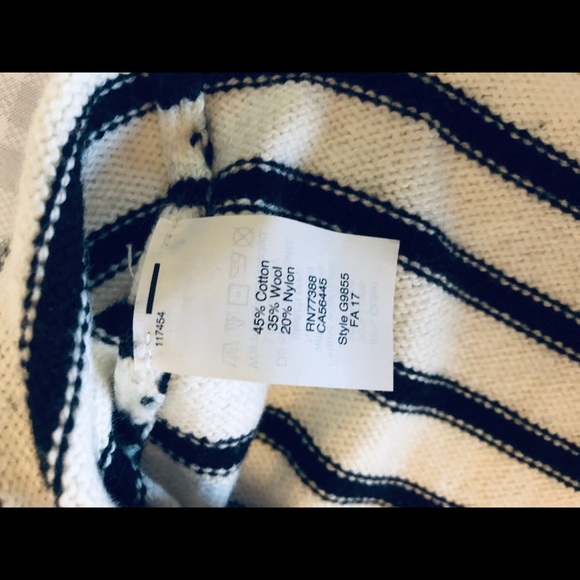 45% Cotton
35% Wool
20% Nylon
RN77388
CA56445
Style G9855
FA 17
117454